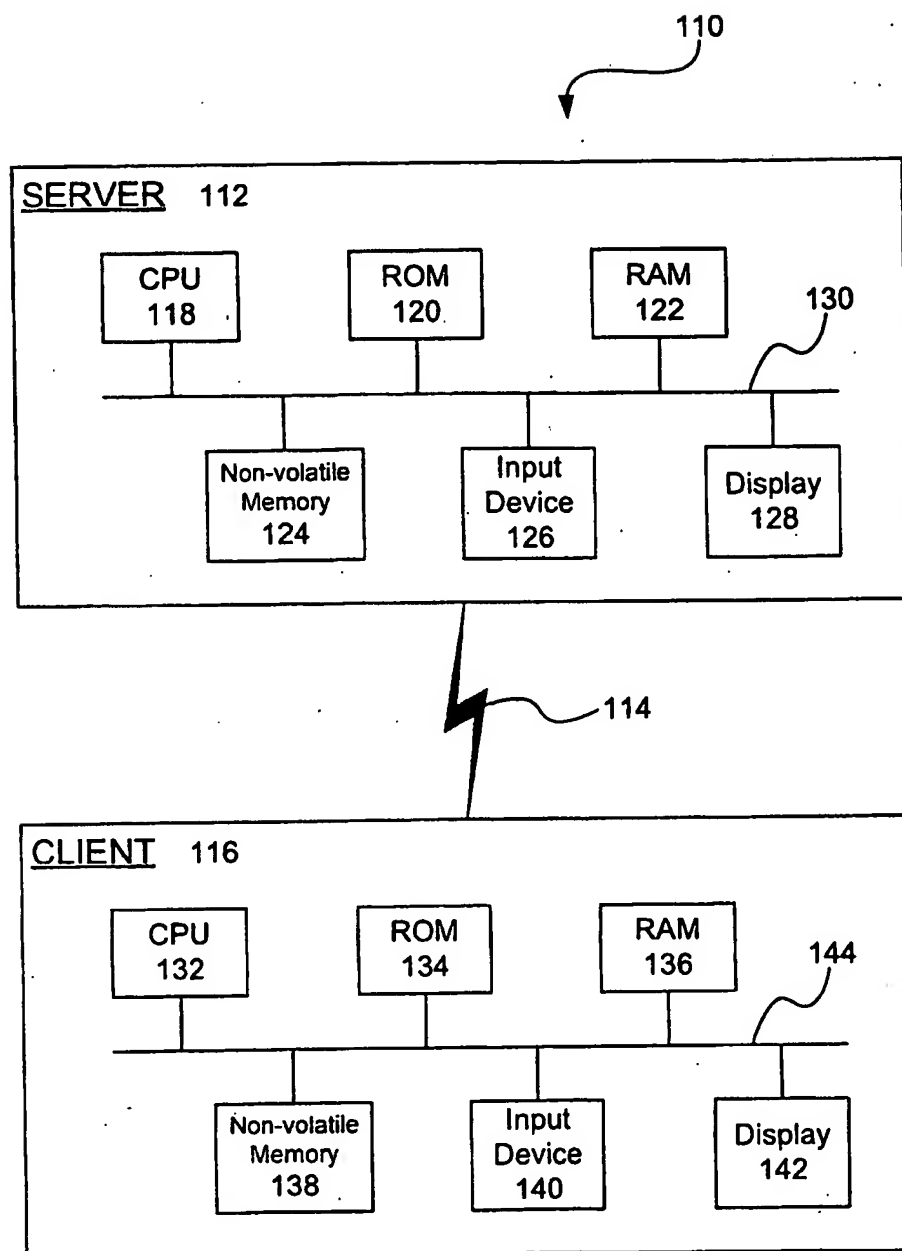 110
SERVER 112
CPU
118
ROM
120
RAM
122
130
Non-volatile
Memory
124
Input
Device
126
Display
128
114
CLIENT 116
CPU
132
ROM
134
RAM
136
144
Non-volatile
Memory
138
Input
Device
140
Display
142